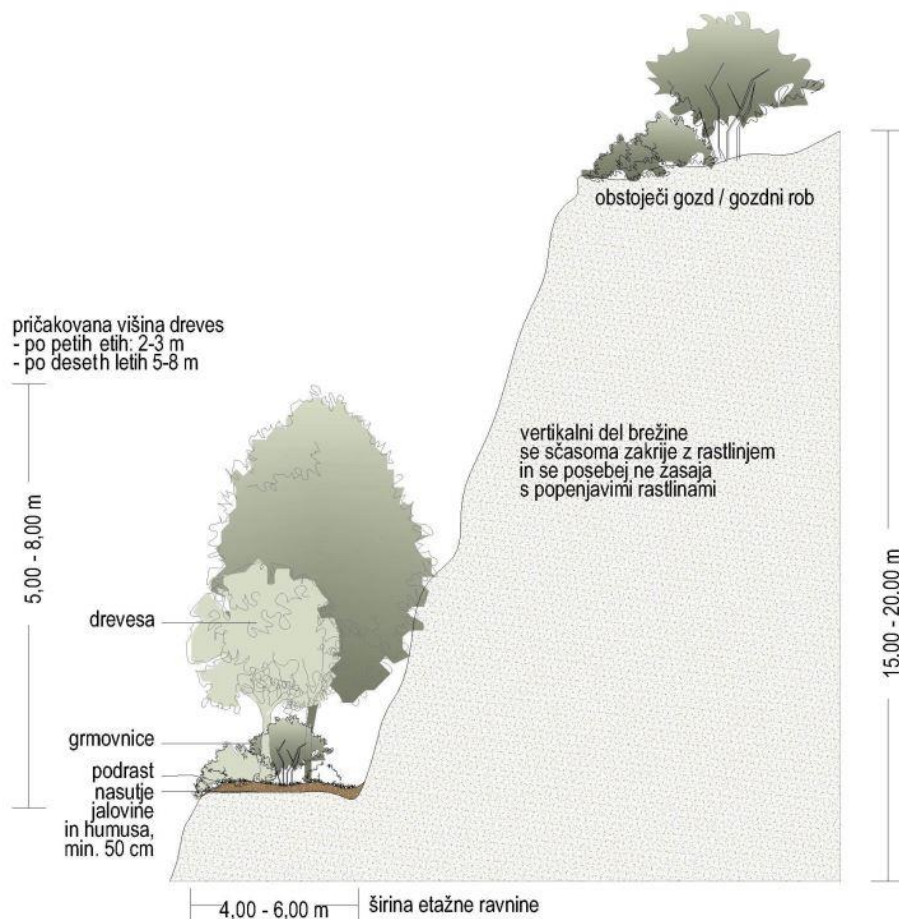 obstoječi gozd / gozdni rob
pričakovana višina dreves
- po petih etih: 2-3 m
- po deseth letih 5-8 m
vertikalni del brežine
se sčasoma zakrije z rastlinjem
in se posebej ne zasaja
s popenjavimi rastlinami
5,00 - 8,00 m
15,00 - 20,00 m
drevesa
grmovnice
podrast
nasutje
jalovine
in humusa,
min. 50 cm
4,00 - 6,00 m
širina etažne ravnine